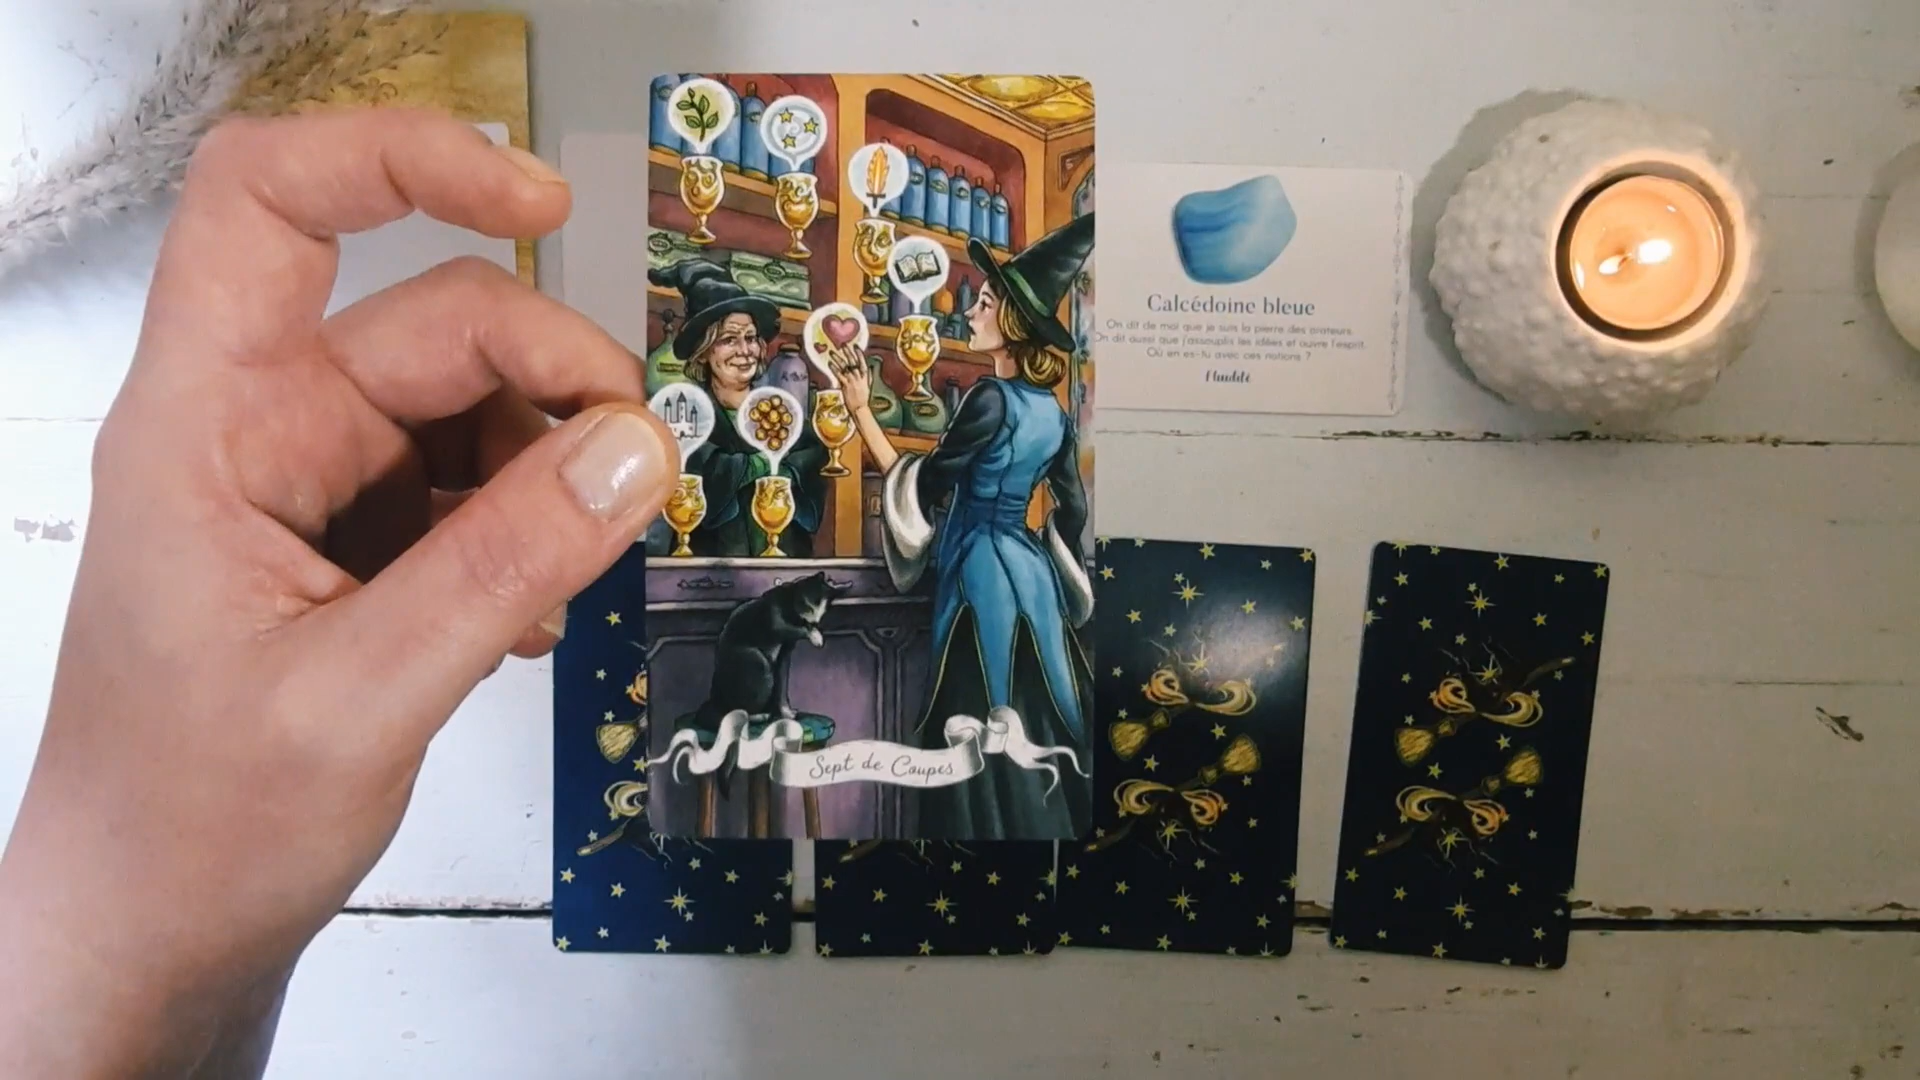 Calcédoine bleue
On dit de moi que je suis la pierre des orateurs.
On dit aussi que j'assouplis les idées et ouvre l'esprit.
Où en es-tu avec ces notions ?
Fluidité
Sept de Coupes